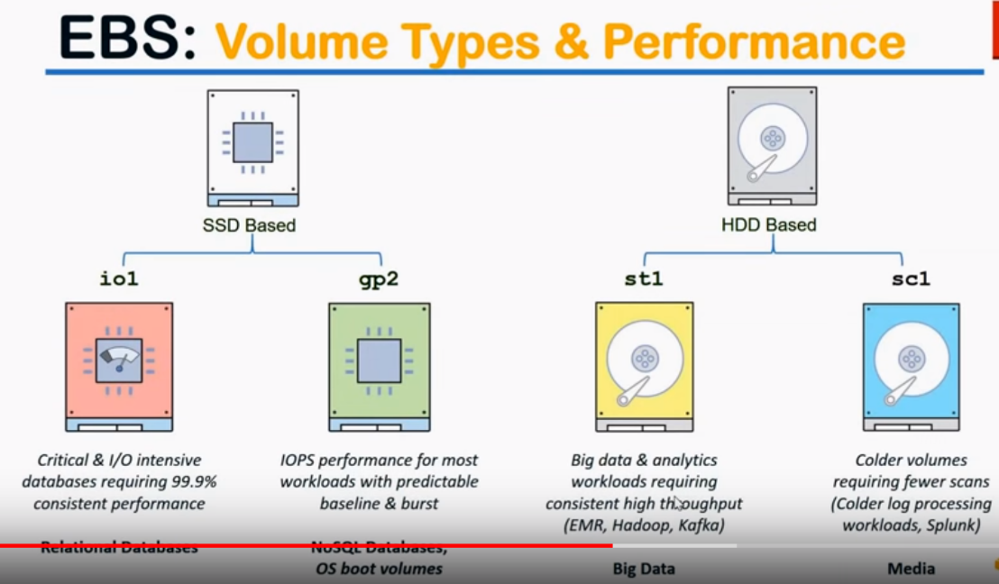 EBS: Volume Types & Performance
SSD Based
HDD Based
io1
gp2
st1
sc1
Critical & I/O intensive
databases requiring 99.9%
consistent performance
Relational Databases
IOPS performance for most
workloads with predictable
baseline & burst
NoSQL Databases,
OS boot volumes
Big data & analytics
workloads requiring
consistent high throughput
(EMR, Hadoop, Kafka)
Big Data
Colder volumes
requiring fewer scans
(Colder log processing
workloads, Splunk)
Media